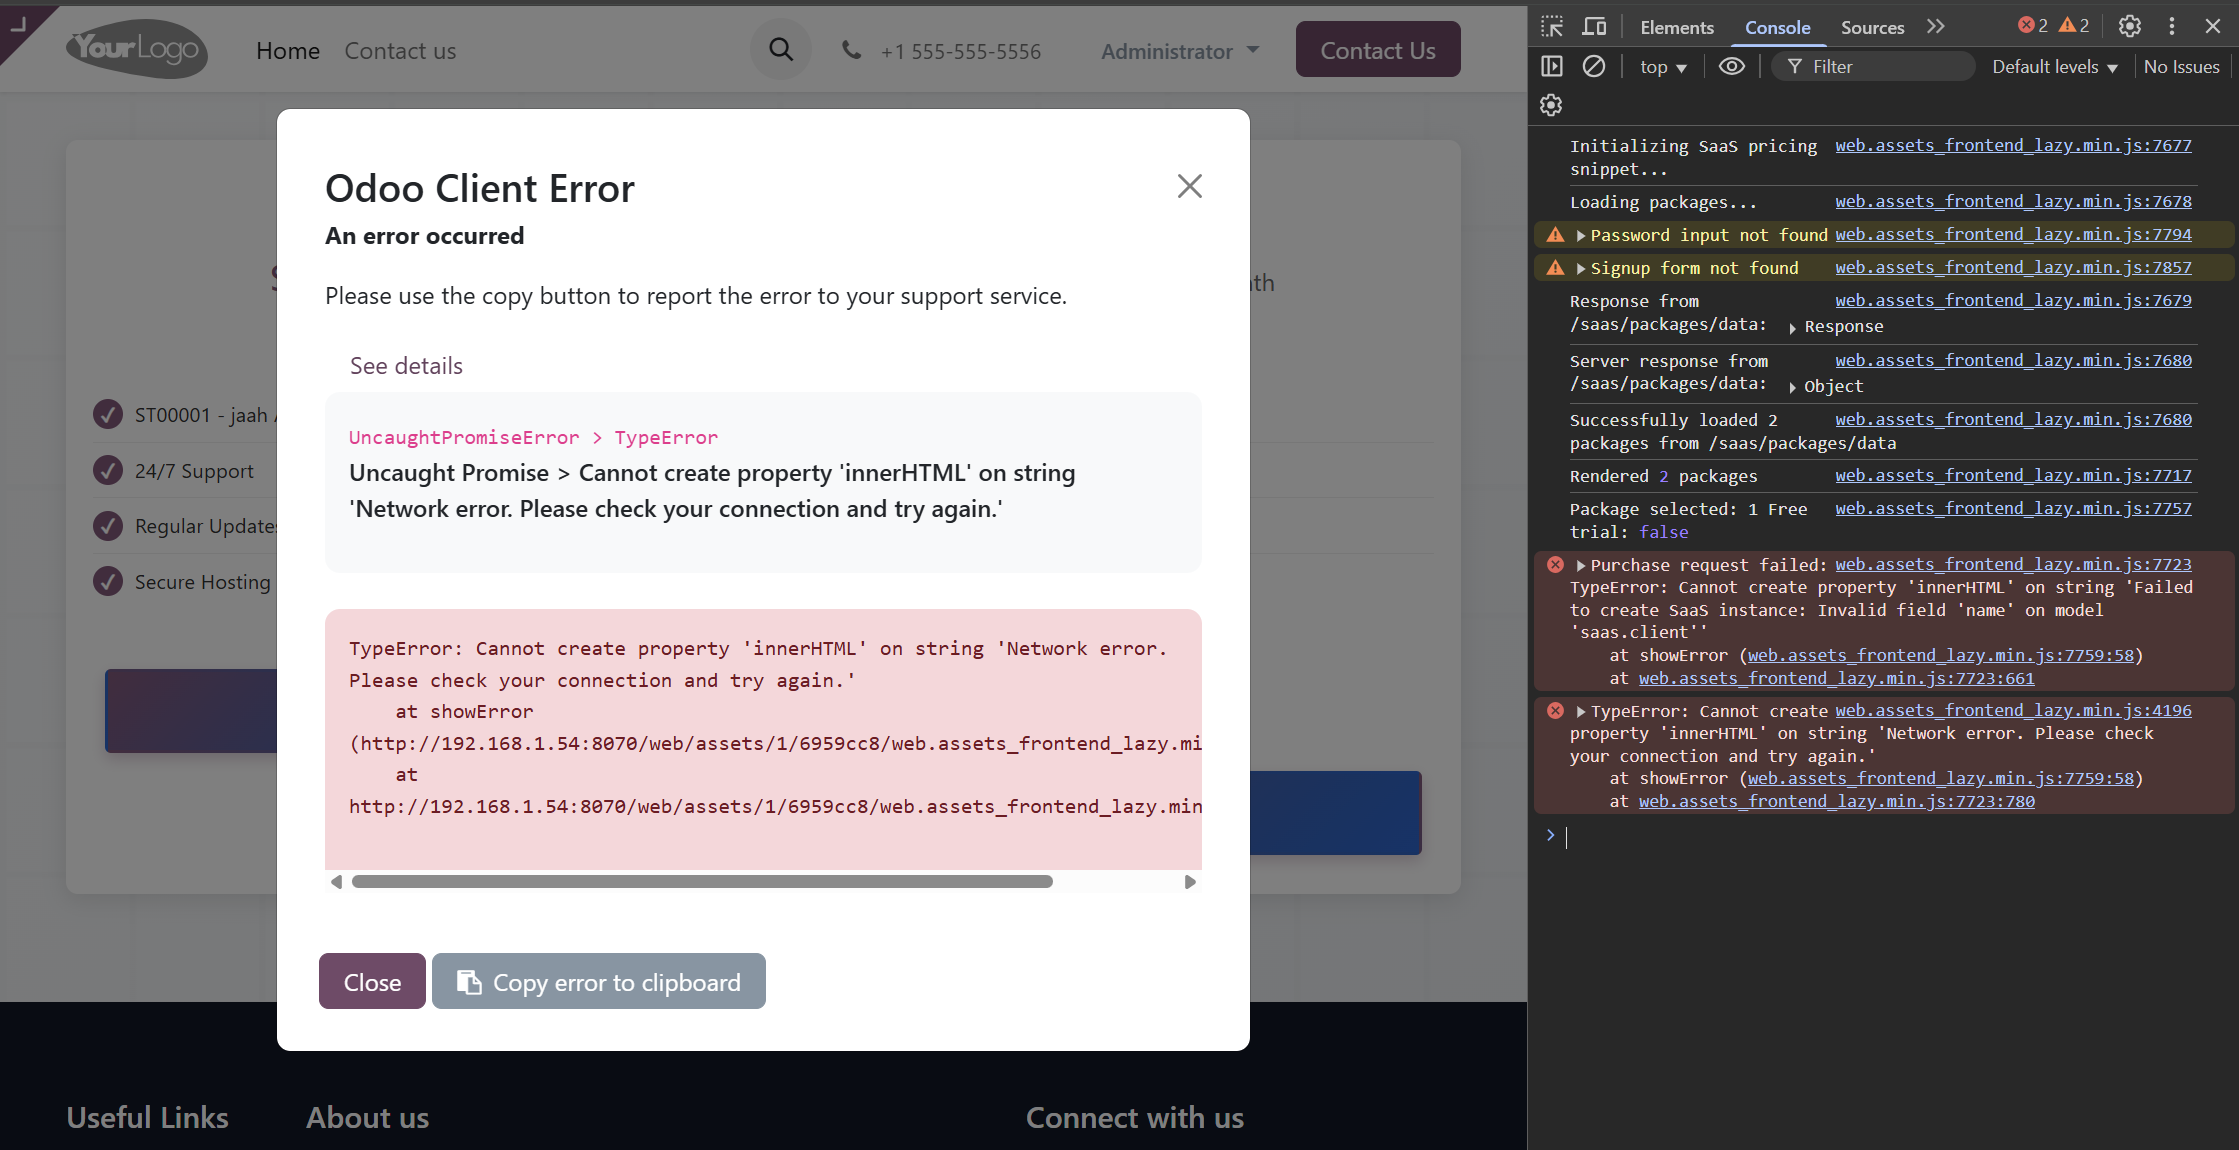 YourLogo
Home
Contact us
+1 555-555-5556
Administrator
Contact Us
Odoo Client Error
An error occurred
Please use the copy button to report the error to your support service.
See details
UncaughtPromiseError > TypeError
Uncaught Promise > Cannot create property 'innerHTML' on string
'Network error. Please check your connection and try again.'
TypeError: Cannot create property 'innerHTML' on string 'Network error.
Please check your connection and try again.'
at showError
(http://192.168.1.54:8070/web/assets/1/6959cc8/web.assets_frontend_lazy.mi
at
http://192.168.1.54:8070/web/assets/1/6959cc8/web.assets_frontend_lazy.min
Close
Copy error to clipboard
ST00001 - jaah
24/7 Support
Regular Updates
Secure Hosting
Useful Links
About us
Connect with us
Elements
Console
Sources
2
2
top
Filter
Default levels
No Issues
Initializing SaaS pricing web.assets_frontend_lazy.min.js:7677
snippet...
Loading packages... web.assets_frontend_lazy.min.js:7678
Password input not found web.assets_frontend_lazy.min.js:7794
Signup form not found web.assets_frontend_lazy.min.js:7857
Response from web.assets_frontend_lazy.min.js:7679
/saas/packages/data: Response
Server response from web.assets_frontend_lazy.min.js:7680
/saas/packages/data: Object
Successfully loaded 2 web.assets_frontend_lazy.min.js:7680
packages from /saas/packages/data
Rendered 2 packages web.assets_frontend_lazy.min.js:7717
Package selected: 1 Free web.assets_frontend_lazy.min.js:7757
trial: false
Purchase request failed: web.assets_frontend_lazy.min.js:7723
TypeError: Cannot create property 'innerHTML' on string 'Failed
to create SaaS instance: Invalid field 'name' on model
'saas.client''
at showError (web.assets_frontend_lazy.min.js:7759:58)
at web.assets_frontend_lazy.min.js:7723:661
TypeError: Cannot create web.assets_frontend_lazy.min.js:4196
property 'innerHTML' on string 'Network error. Please check
your connection and try again.'
at showError (web.assets_frontend_lazy.min.js:7759:58)
at web.assets_frontend_lazy.min.js:7723:780